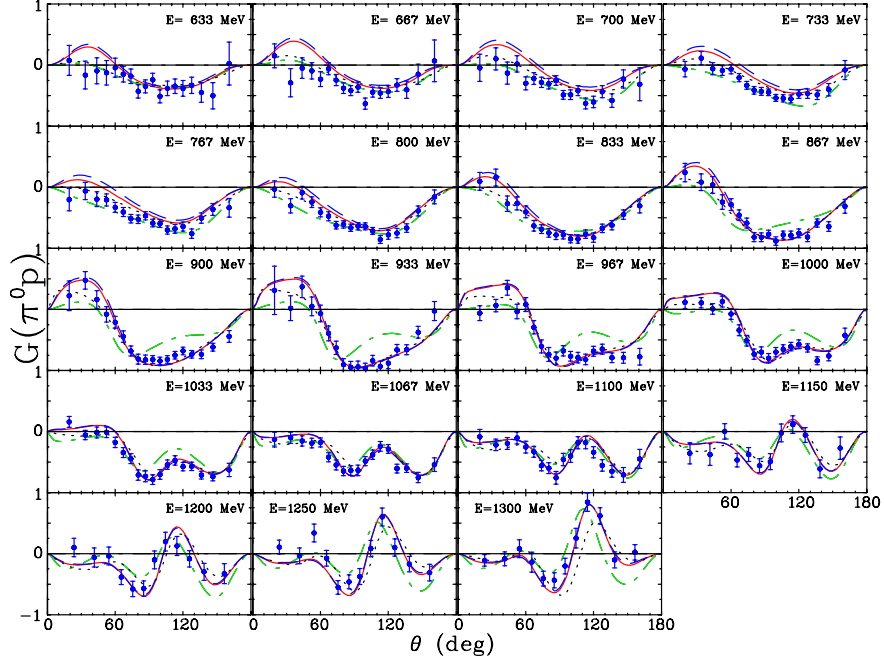 1
E= 633 MeV
E= 667 MeV
E= 700 MeV
E= 733 MeV
0
1
E= 767 MeV
E= 800 MeV
E= 833 MeV
E= 867 MeV
0
1
E= 900 MeV
E= 933 MeV
E= 967 MeV
E=1000 MeV
0
G(π⁰p)
1
E=1033 MeV
E=1067 MeV
E=1100 MeV
E=1150 MeV
0
1
E=1200 MeV
E=1250 MeV
E=1300 MeV
60 120 180
0
-1
0 60 120 0 60 120 0 60 120 180
θ (deg)